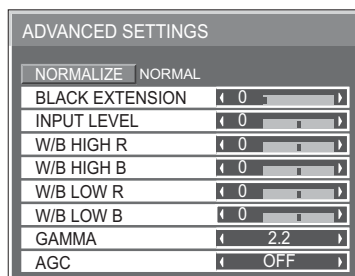 ADVANCED SETTINGS
NORMALIZE NORMAL
BLACK EXTENSION 0
INPUT LEVEL 0
W/B HIGH R 0
W/B HIGH B 0
W/B LOW R 0
W/B LOW B 0
GAMMA 2.2
AGC OFF